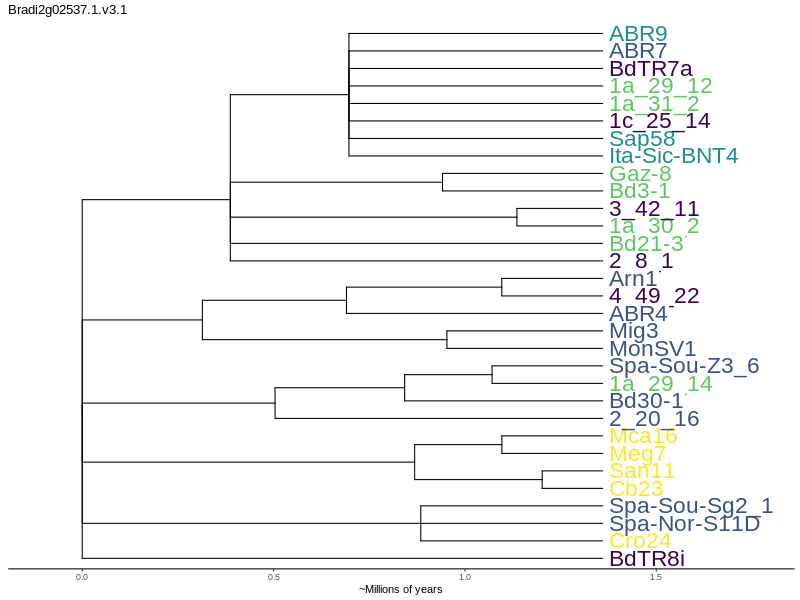 Bradi2g02537.1.v3.1
ABR9
ABR7
BdTR7a
1a_29_12
1a_31_2
1c_25_14
Sap58
Ita-Sic-BNT4
Gaz-8
Bd3-1
3_42_11
1a_30_2
Bd21-3
2_8_1
Arn1
4_49_22
ABR4
Mig3
MonSV1
Spa-Sou-Z3_6
1a_29_14
Bd30-1
2_20_16
Mca16
Meg7
San11
Cb23
Spa-Sou-Sg2_1
Spa-Nor-S11D
Cro24
BdTR8i
0.0 0.5 1.0 1.5
~Millions of years